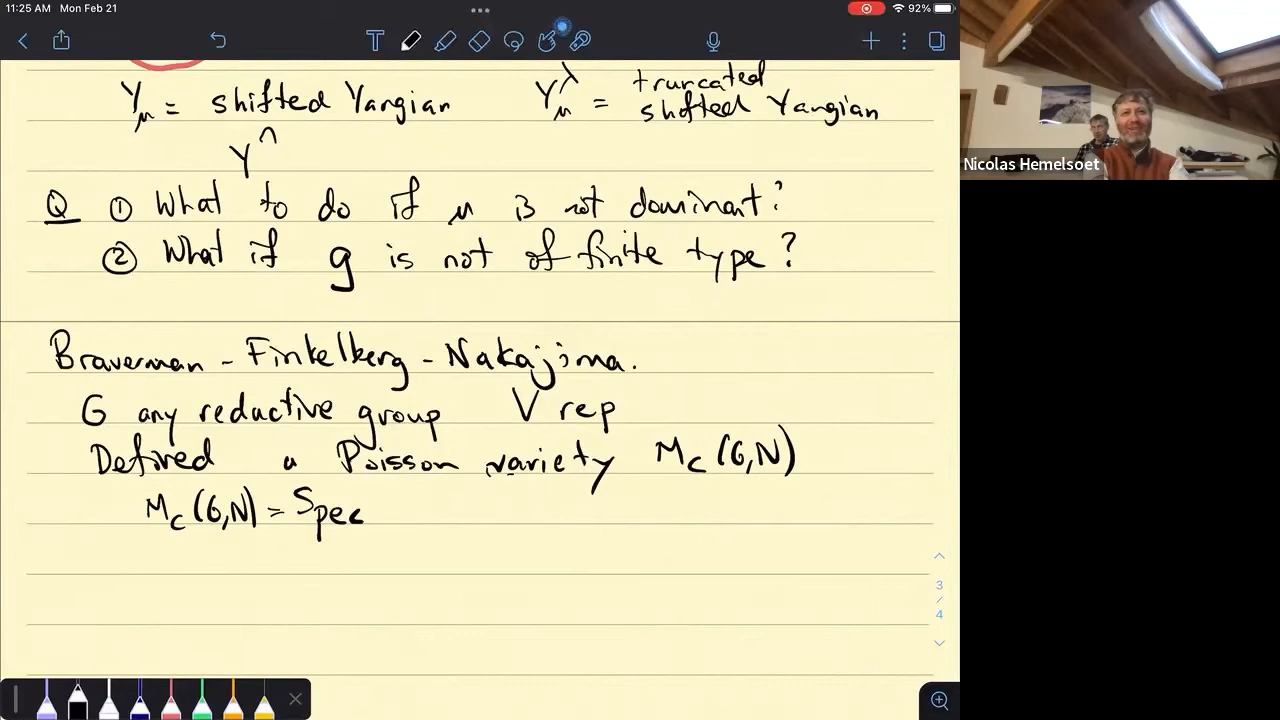 11:25 AM Mon Feb 21
92%
Y_μ = shifted Yangian Y_μ^λ = truncated shifted Yangian
Y^λ
Q ① What to do if μ is not dominant?
② What if g is not of finite type?
Braverman - Finkelberg - Nakajima.
G any reductive group V rep
Defined a Poisson variety M_C (G,N)
M_C (G,N) = Spec
3
/
4
Nicolas Hemelsoet